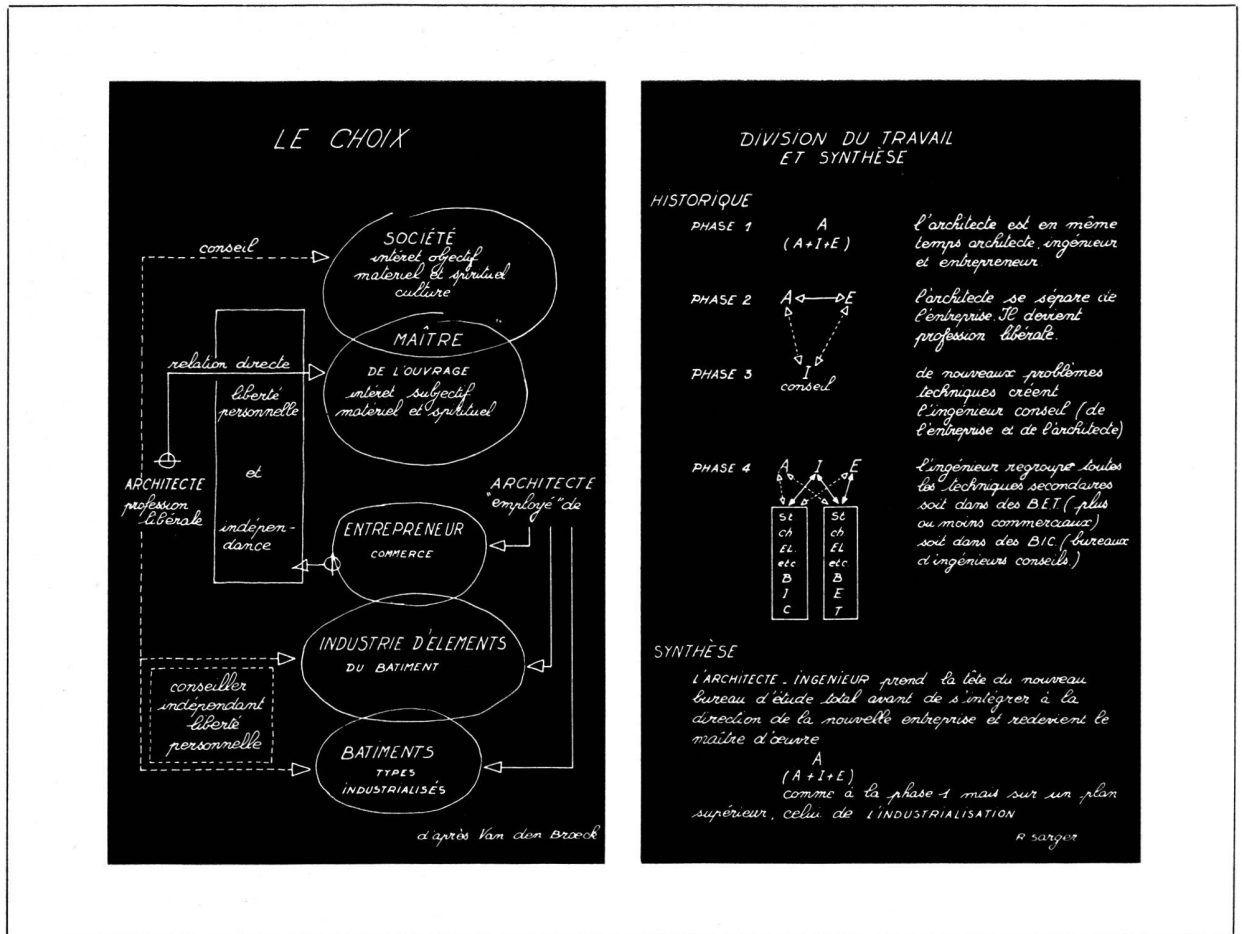 LE CHOIX
conseil
SOCIÉTÉ
intéret objectif
matériel et spirituel
culture
MAÎTRE
DE L'OUVRAGE
intéret subjectif
matériel et spirituel
relation directe
liberté
personnelle
et
indépen-
dance
ARCHITECTE
profession
libérale
ARCHITECTE
"employé" de
ENTREPRENEUR
COMMERCE
INDUSTRIE D'ÉLEMENTS
DU BATIMENT
conseiller
indépendant
liberté
personnelle
BATIMENTS
TYPES
INDUSTRIALISÉS
d'après Van den Broeck
DIVISION DU TRAVAIL
ET SYNTHÈSE
HISTORIQUE
PHASE 1
A
(A+I+E)
l'architecte est en même
temps architecte, ingénieur
et entrepreneur.
PHASE 2
A E
l'architecte se sépare de
l'entreprise. Il devient
profession libérale.
PHASE 3
I
conseil
de nouveaux problèmes
techniques créent
l'ingénieur conseil (de
l'entreprise et de l'architecte)
PHASE 4
A I E
l'ingénieur regroupe toutes
les techniques secondaires
soit dans des B.E.T. (plus
ou moins commerciaux)
soit dans des BIC. (bureaux
d'ingénieurs conseils.)
St
ch
EL.
etc
B
I
C
St
ch
EL
etc
B
E
T
SYNTHÈSE
L'ARCHITECTE - INGENIEUR prend la tête du nouveau
bureau d'étude total avant de s'intégrer à la
direction de la nouvelle entreprise et redevient le
maître d'œuvre
A
(A+I+E)
comme à la phase 1 mais sur un plan
supérieur, celui de L'INDUSTRIALISATION
R sarger